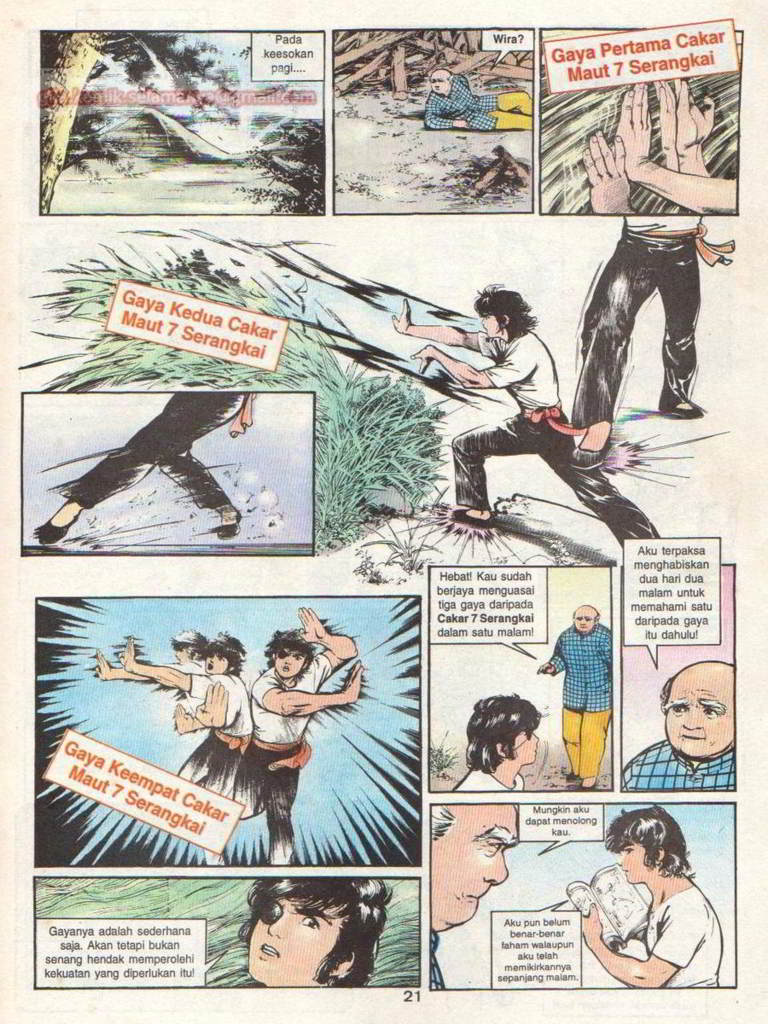 Pada
keesokan
pagi....
Wira?
Gaya Pertama Cakar
Maut 7 Serangkai
Gaya Kedua Cakar
Maut 7 Serangkai
Gaya Keempat Cakar
Maut 7 Serangkai
Hebat! Kau sudah
berjaya menguasai
tiga gaya daripada
Cakar 7 Serangkai
dalam satu malam!
Aku terpaksa
menghabiskan
dua hari dua
malam untuk
memahami satu
daripada gaya
itu dahulu!
Gayanya adalah sederhana
saja. Akan tetapi bukan
senang hendak memperolehi
kekuatan yang diperlukan itu!
Mungkin aku
dapat menolong
kau.
Aku pun belum
benar-benar
faham walaupun
aku telah
memikirkannya
sepanjang malam.
21